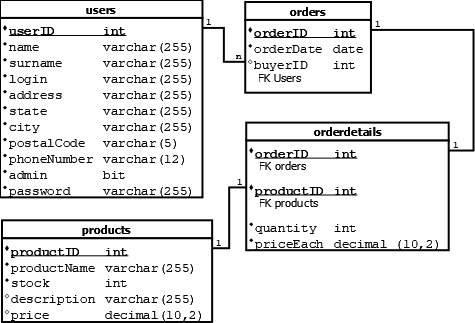 users
userID int
name varchar(255)
surname varchar(255)
login varchar(255)
address varchar(255)
state varchar(255)
city varchar(255)
postalCode varchar(5)
phoneNumber varchar(12)
admin bit
password varchar(255)
1
n
orders
orderID int
orderDate date
buyerID int
FK Users
1
orderdetails
orderID int
FK orders
productID int
FK products
quantity int
priceEach decimal (10,2)
1
1
products
productID int
productName varchar(255)
stock int
description varchar(255)
price decimal(10,2)
1